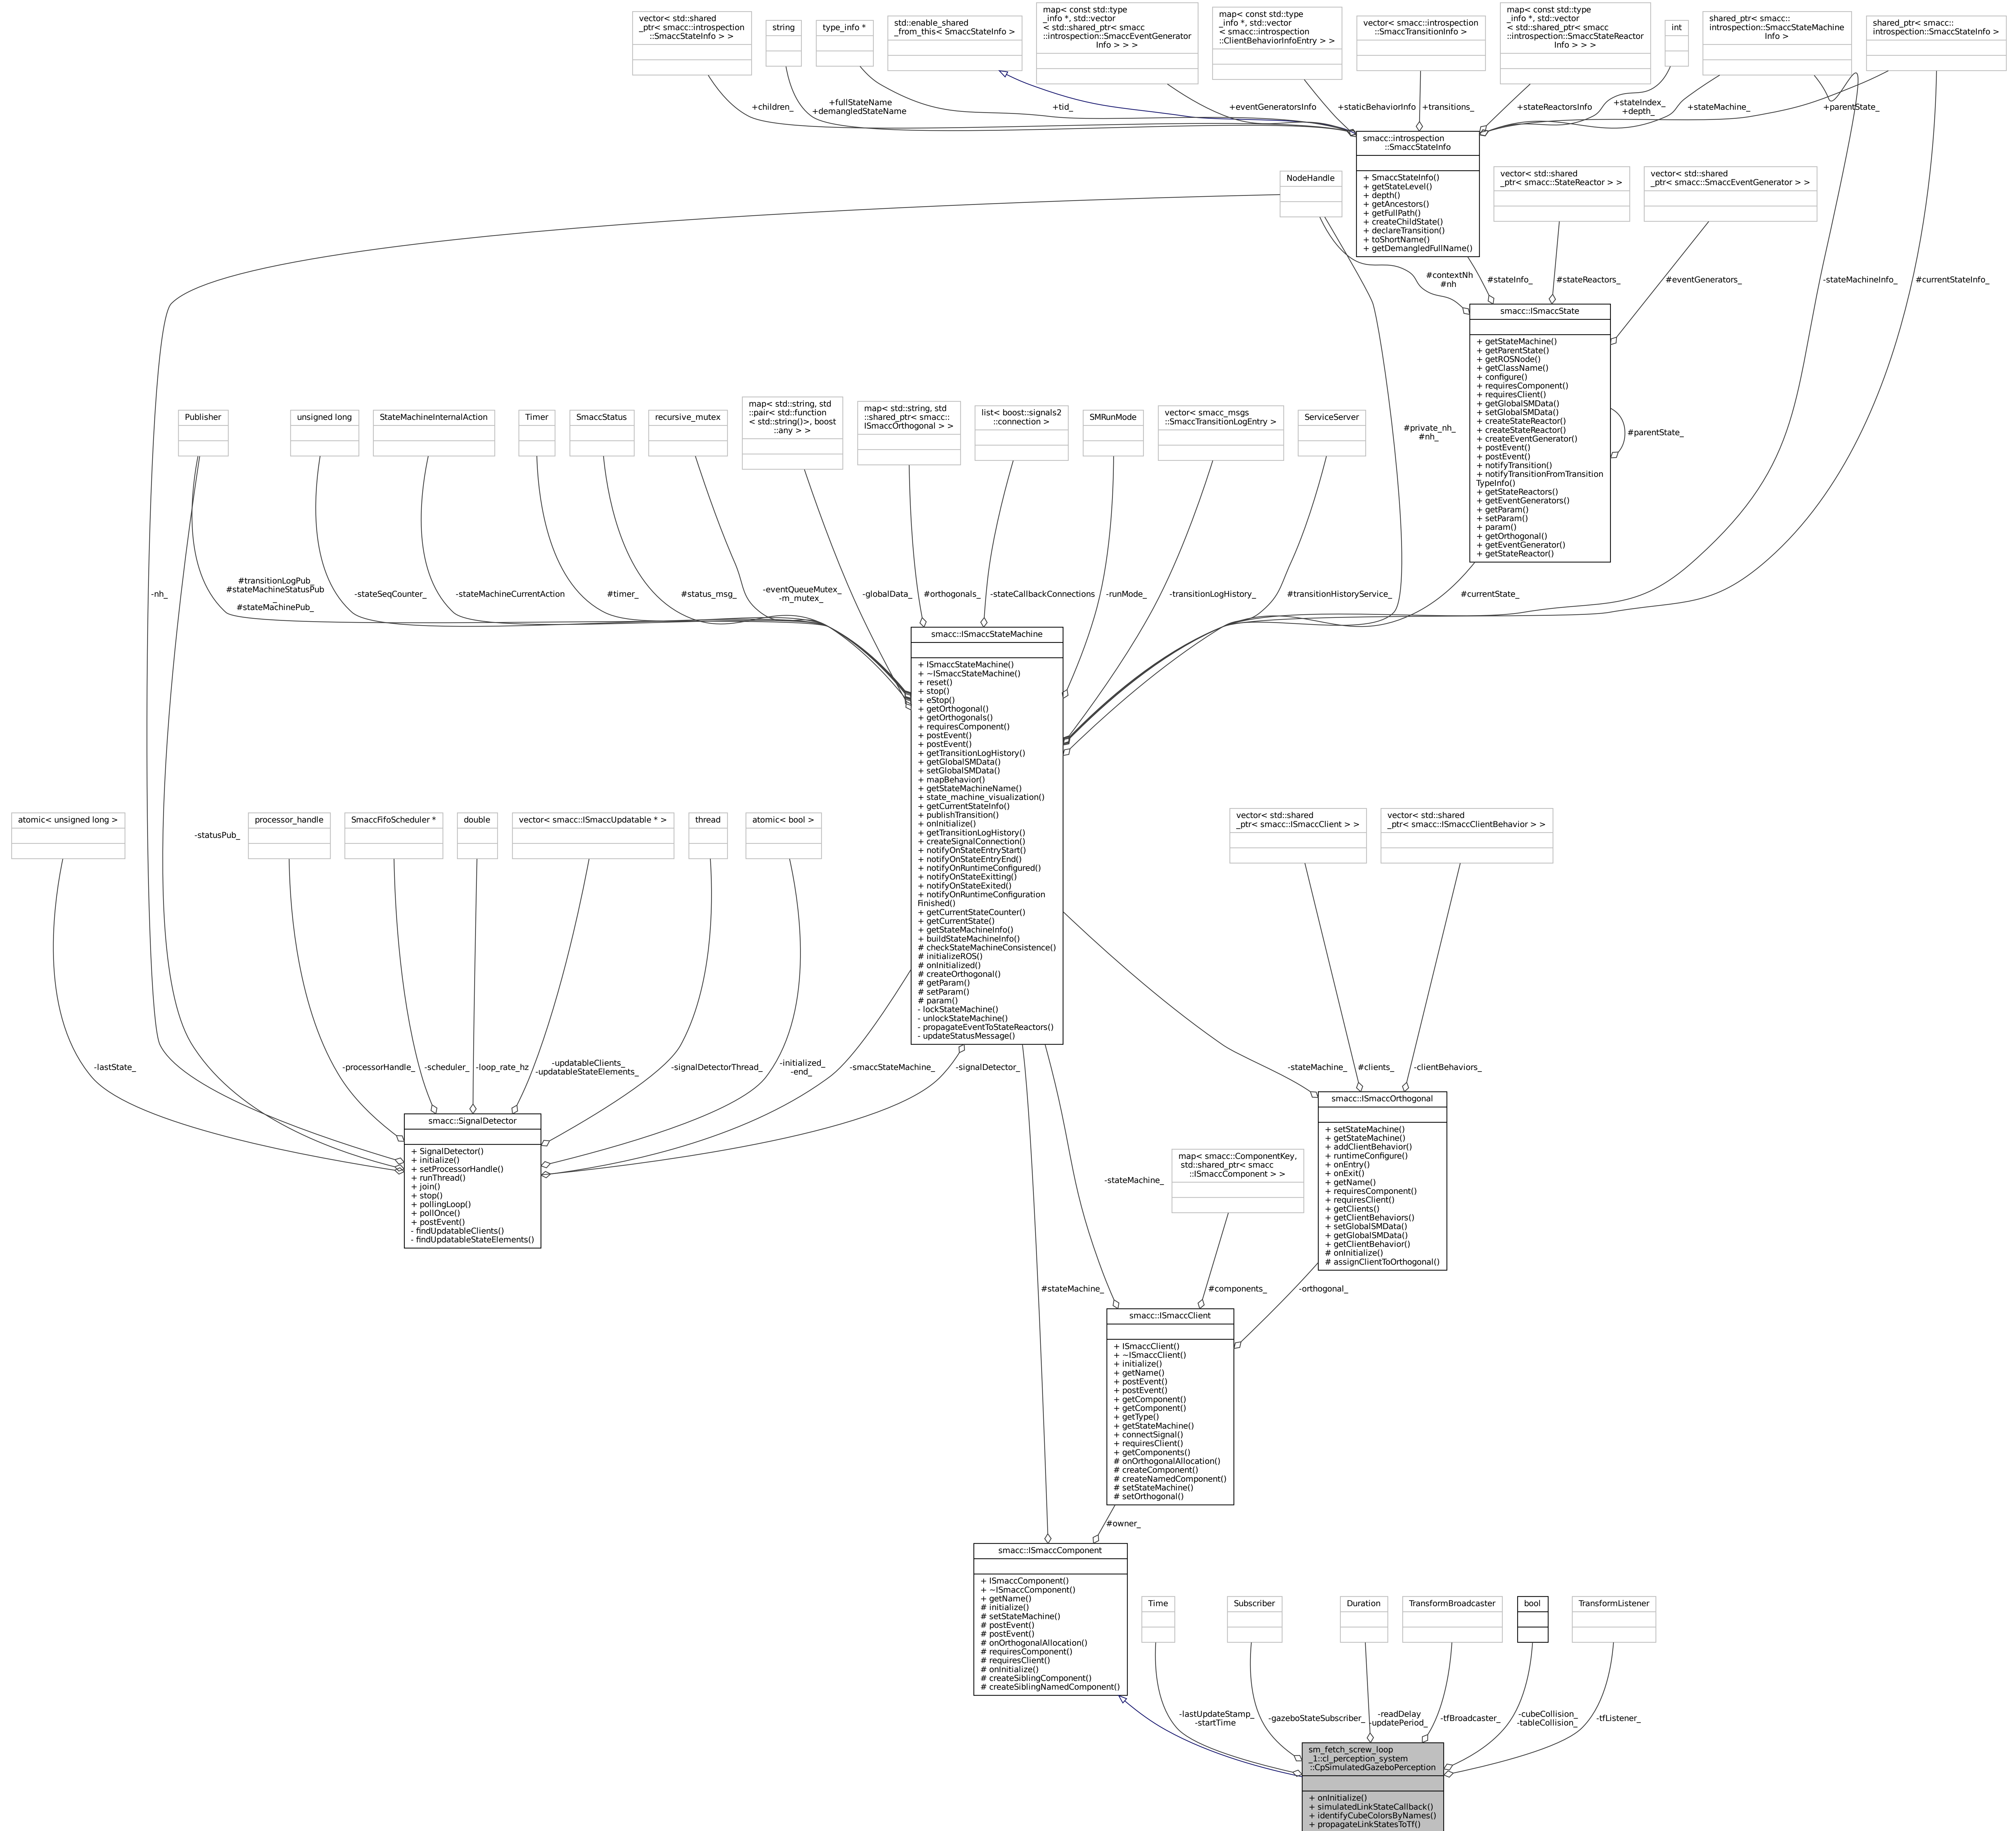 vector< std::shared
_ptr< smacc::introspection
::SmaccStateInfo > >
string
type_info *
std::enable_shared
_from_this< SmaccStateInfo >
map< const std::type
_info *, std::vector
< std::shared_ptr< smacc
::introspection::SmaccEventGenerator
Info > > >
map< const std::type
_info *, std::vector
< smacc::introspection
::ClientBehaviorInfoEntry > >
vector< smacc::introspection
::SmaccTransitionInfo >
map< const std::type
_info *, std::vector
< std::shared_ptr< smacc
::introspection::SmaccStateReactor
Info > > >
int
shared_ptr< smacc::
introspection::SmaccStateMachine
Info >
shared_ptr< smacc::
introspection::SmaccStateInfo >
+children_
+fullStateName
+demangledStateName
+tid_
+eventGeneratorsInfo
+staticBehaviorInfo
+transitions_
+stateReactorsInfo
+stateIndex_
+depth_
+stateMachine_
+parentState_
smacc::introspection
::SmaccStateInfo
+ SmaccStateInfo()
+ getStateLevel()
+ depth()
+ getAncestors()
+ getFullPath()
+ createChildState()
+ declareTransition()
+ toShortName()
+ getDemangledFullName()
NodeHandle
vector< std::shared
_ptr< smacc::StateReactor > >
vector< std::shared
_ptr< smacc::SmaccEventGenerator > >
#contextNh
#nh
#stateInfo_
#stateReactors_
#eventGenerators_
-stateMachineInfo_
#currentStateInfo_
smacc::ISmaccState
+ getStateMachine()
+ getParentState()
+ getROSNode()
+ getClassName()
+ configure()
+ requiresComponent()
+ requiresClient()
+ getGlobalSMData()
+ setGlobalSMData()
+ createStateReactor()
+ createStateReactor()
+ createEventGenerator()
+ postEvent()
+ postEvent()
+ notifyTransition()
+ notifyTransitionFromTransition
TypeInfo()
+ getStateReactors()
+ getEventGenerators()
+ getParam()
+ setParam()
+ param()
+ getOrthogonal()
+ getEventGenerator()
+ getStateReactor()
#parentState_
Publisher
unsigned long
StateMachineInternalAction
Timer
SmaccStatus
recursive_mutex
map< std::string, std
::pair< std::function
< std::string()>, boost
::any > >
map< std::string, std
::shared_ptr< smacc::
ISmaccOrthogonal > >
list< boost::signals2
::connection >
SMRunMode
vector< smacc_msgs
::SmaccTransitionLogEntry >
ServiceServer
#private_nh_
#nh_
-nh_
#transitionLogPub_
#stateMachineStatusPub
_
#stateMachinePub_
-stateSeqCounter_
-stateMachineCurrentAction
#timer_
#status_msg_
-eventQueueMutex_
-m_mutex_
-globalData_
#orthogonals_
-stateCallbackConnections
-runMode_
-transitionLogHistory_
#transitionHistoryService_
#currentState_
smacc::ISmaccStateMachine
+ ISmaccStateMachine()
+ ~ISmaccStateMachine()
+ reset()
+ stop()
+ eStop()
+ getOrthogonal()
+ getOrthogonals()
+ requiresComponent()
+ postEvent()
+ postEvent()
+ getTransitionLogHistory()
+ getGlobalSMData()
+ setGlobalSMData()
+ mapBehavior()
+ getStateMachineName()
+ state_machine_visualization()
+ getCurrentStateInfo()
+ publishTransition()
+ onInitialize()
+ getTransitionLogHistory()
+ createSignalConnection()
+ notifyOnStateEntryStart()
+ notifyOnStateEntryEnd()
+ notifyOnRuntimeConfigured()
+ notifyOnStateExitting()
+ notifyOnStateExited()
+ notifyOnRuntimeConfiguration
Finished()
+ getCurrentStateCounter()
+ getCurrentState()
+ getStateMachineInfo()
+ buildStateMachineInfo()
# checkStateMachineConsistence()
# initializeROS()
# onInitialized()
# createOrthogonal()
# getParam()
# setParam()
# param()
- lockStateMachine()
- unlockStateMachine()
- propagateEventToStateReactors()
- updateStatusMessage()
atomic< unsigned long >
-statusPub_
processor_handle
SmaccFifoScheduler *
double
vector< smacc::ISmaccUpdatable * >
thread
atomic< bool >
vector< std::shared
_ptr< smacc::ISmaccClient > >
vector< std::shared
_ptr< smacc::ISmaccClientBehavior > >
-lastState_
-processorHandle_
-scheduler_
-loop_rate_hz
-updatableClients_
-updatableStateElements_
-signalDetectorThread_
-initialized_
-end_
-smaccStateMachine_
-signalDetector_
-stateMachine_
#clients_
-clientBehaviors_
smacc::SignalDetector
+ SignalDetector()
+ initialize()
+ setProcessorHandle()
+ runThread()
+ join()
+ stop()
+ pollingLoop()
+ pollOnce()
+ postEvent()
- findUpdatableClients()
- findUpdatableStateElements()
smacc::ISmaccOrthogonal
+ setStateMachine()
+ getStateMachine()
+ addClientBehavior()
+ runtimeConfigure()
+ onEntry()
+ onExit()
+ getName()
+ requiresComponent()
+ requiresClient()
+ getClients()
+ getClientBehaviors()
+ setGlobalSMData()
+ getGlobalSMData()
+ getClientBehavior()
# onInitialize()
# assignClientToOrthogonal()
map< smacc::ComponentKey,
std::shared_ptr< smacc
::ISmaccComponent > >
-stateMachine_
#stateMachine_
#components_
-orthogonal_
smacc::ISmaccClient
+ ISmaccClient()
+ ~ISmaccClient()
+ initialize()
+ getName()
+ postEvent()
+ postEvent()
+ getComponent()
+ getComponent()
+ getType()
+ getStateMachine()
+ connectSignal()
+ requiresClient()
+ getComponents()
# onOrthogonalAllocation()
# createComponent()
# createNamedComponent()
# setStateMachine()
# setOrthogonal()
#owner_
smacc::ISmaccComponent
+ ISmaccComponent()
+ ~ISmaccComponent()
+ getName()
# initialize()
# setStateMachine()
# postEvent()
# postEvent()
# onOrthogonalAllocation()
# requiresComponent()
# requiresClient()
# onInitialize()
# createSiblingComponent()
# createSiblingNamedComponent()
Time
Subscriber
Duration
TransformBroadcaster
bool
TransformListener
-lastUpdateStamp_
-startTime
-gazeboStateSubscriber_
-readDelay
-updatePeriod_
-tfBroadcaster_
-cubeCollision_
-tableCollision_
-tfListener_
sm_fetch_screw_loop
_1::cl_perception_system
::CpSimulatedGazeboPerception
+ onInitialize()
+ simulatedLinkStateCallback()
+ identifyCubeColorsByNames()
+ propagateLinkStatesToTf()